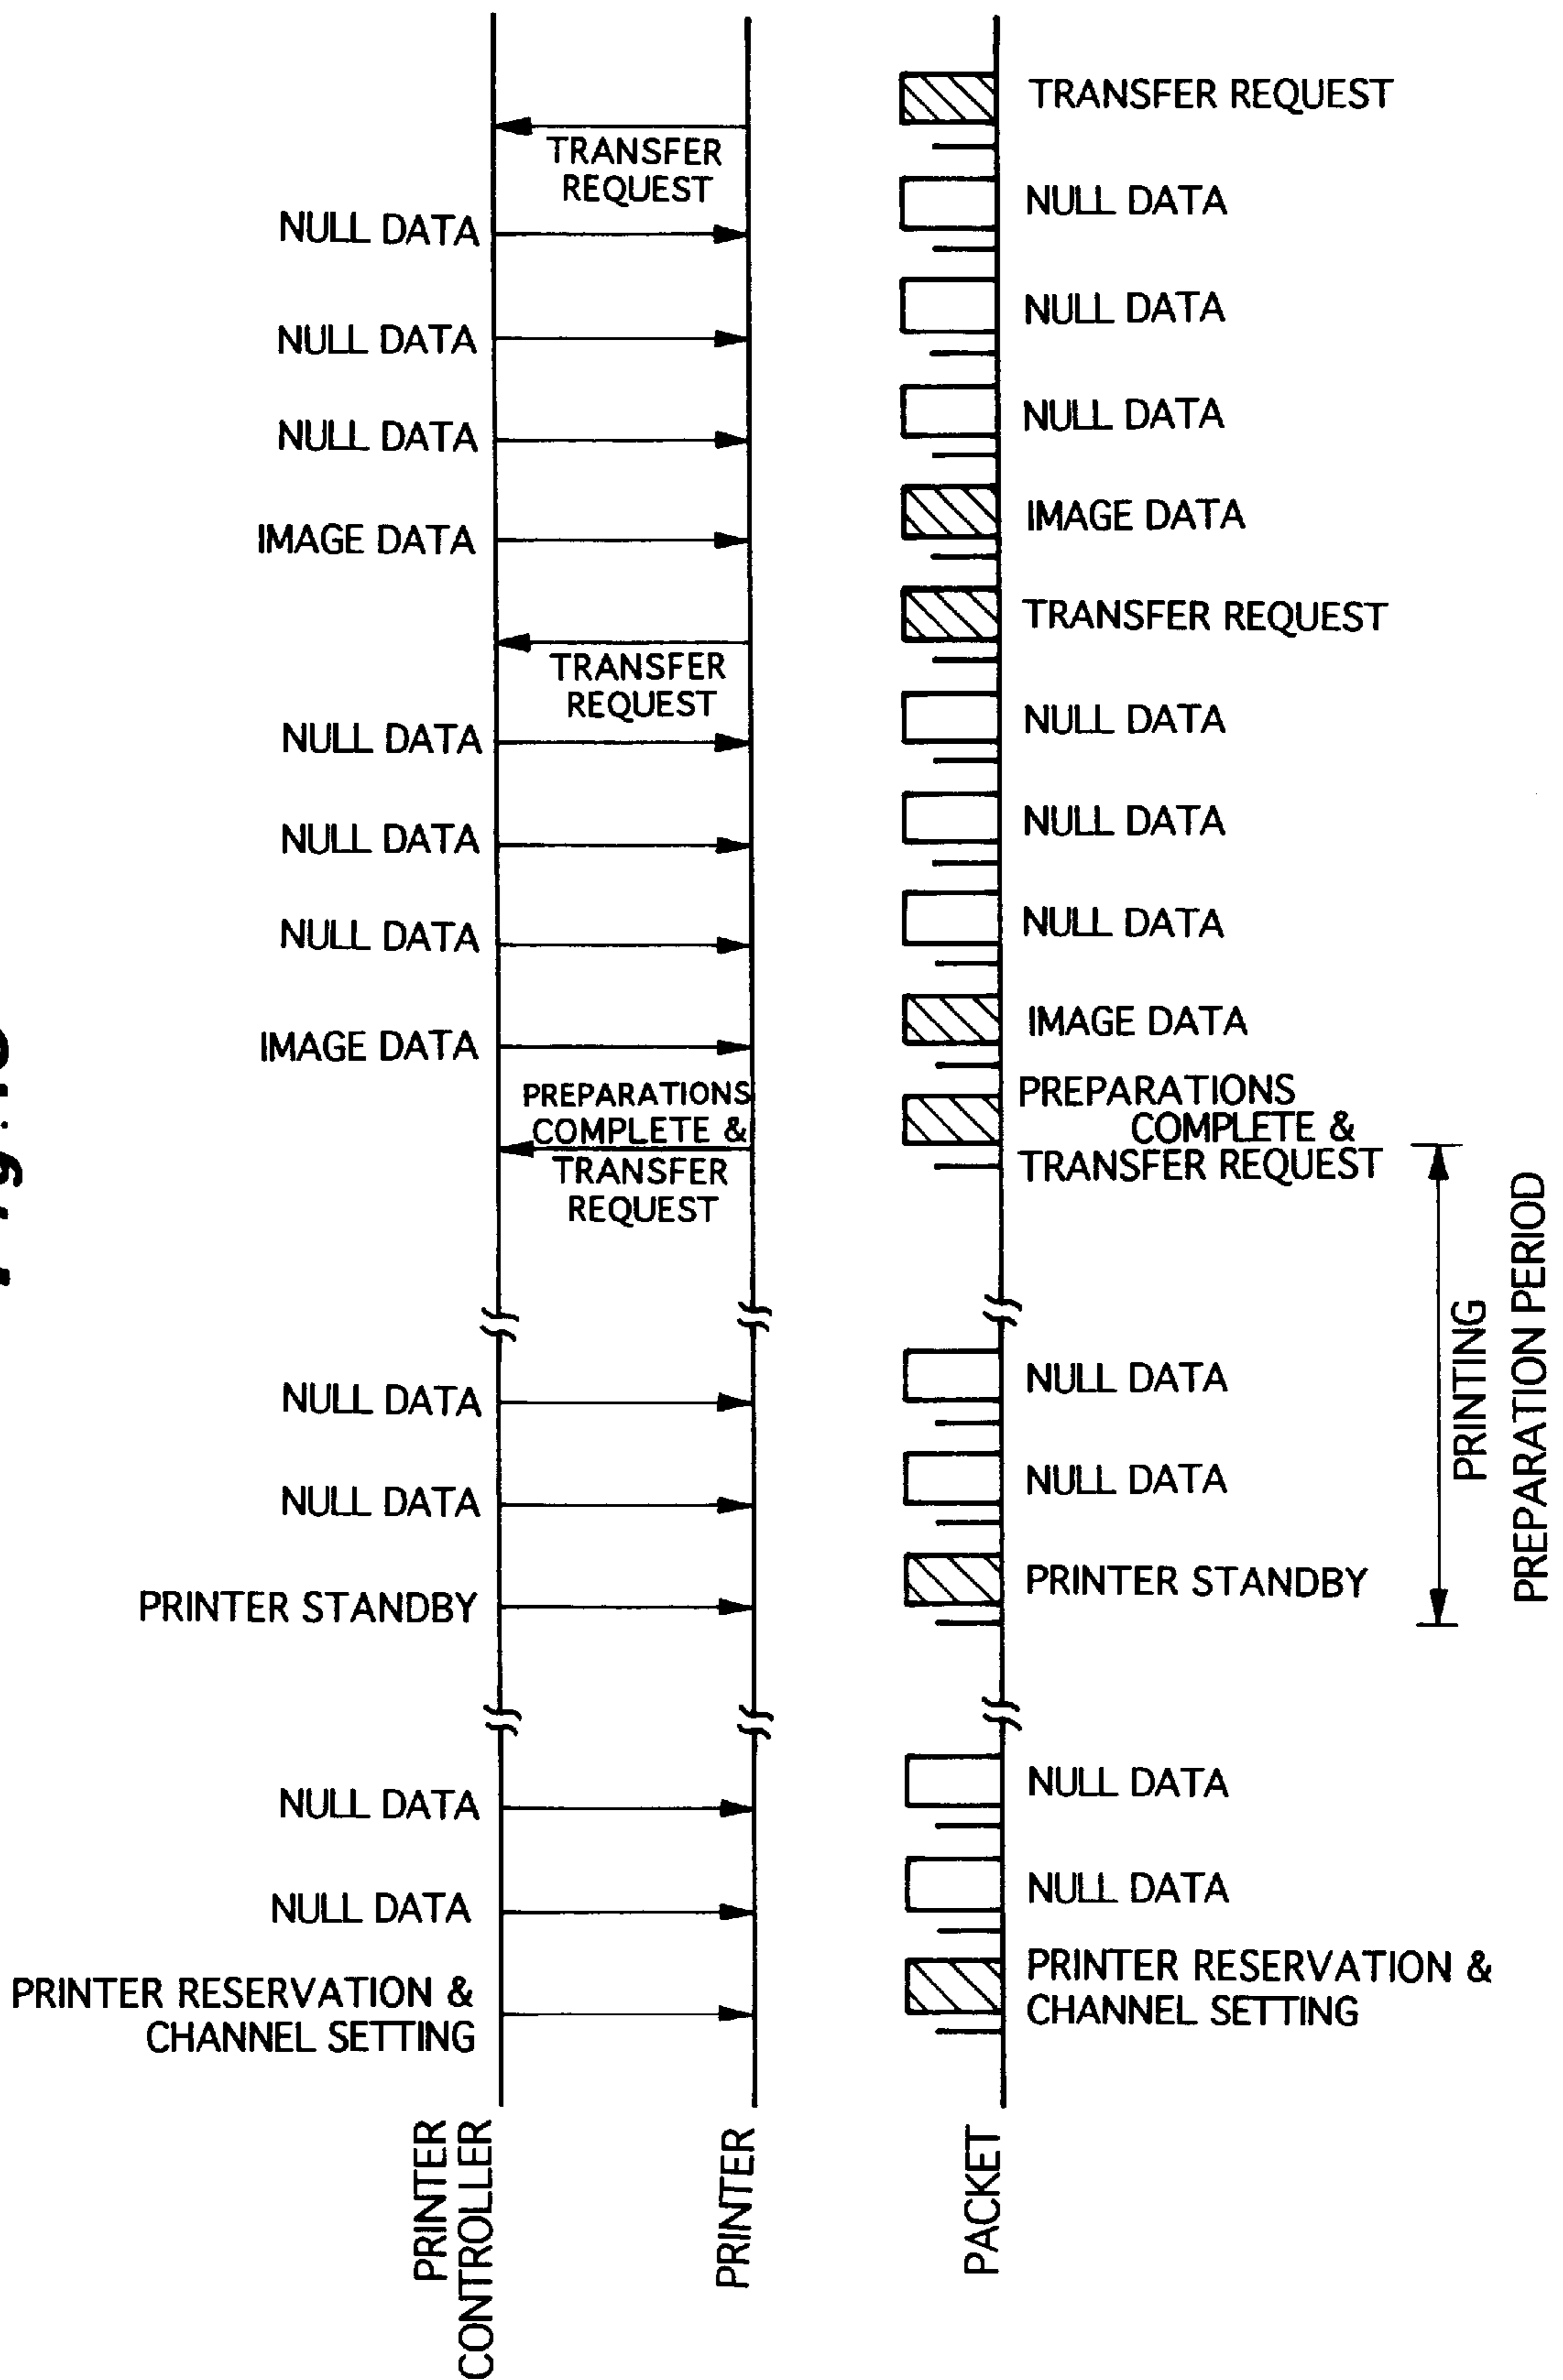 TRANSFER REQUEST
TRANSFER
REQUEST
NULL DATA
NULL DATA
NULL DATA
NULL DATA
NULL DATA
NULL DATA
IMAGE DATA
IMAGE DATA
TRANSFER REQUEST
TRANSFER
REQUEST
NULL DATA
NULL DATA
NULL DATA
NULL DATA
NULL DATA
NULL DATA
IMAGE DATA
IMAGE DATA
PREPARATIONS
COMPLETE &
TRANSFER
REQUEST
PREPARATIONS
COMPLETE &
TRANSFER REQUEST
PRINTING
PREPARATION PERIOD
NULL DATA
NULL DATA
NULL DATA
NULL DATA
PRINTER STANDBY
PRINTER STANDBY
NULL DATA
NULL DATA
NULL DATA
NULL DATA
PRINTER RESERVATION &
CHANNEL SETTING
PRINTER RESERVATION &
CHANNEL SETTING
PRINTER
CONTROLLER
PRINTER
PACKET